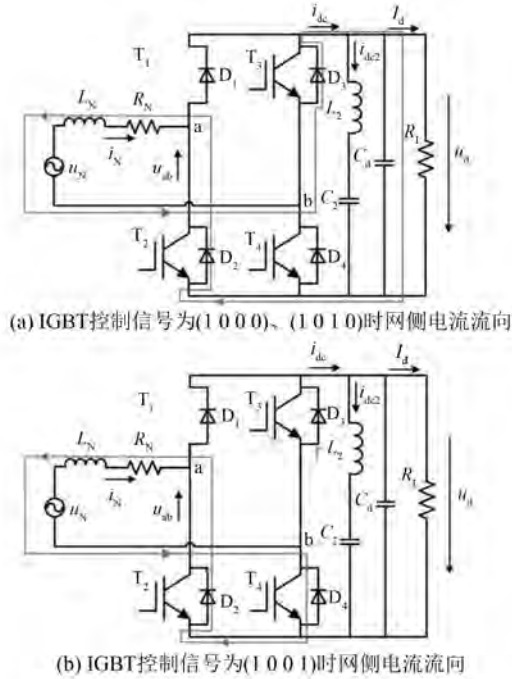 i_dc I_d
T_1 T_3 i_dc2
D_1 D_3
L_N R_N L_2 R_L
a
i_N C_d u_d
u_N u_ab
b C_2
T_2 T_4
D_2 D_4
(a) IGBT控制信号为(1 0 0 0)、(1 0 1 0)时网侧电流流向
i_dc I_d
T_1 T_3 i_dc2
D_1 D_3
L_N R_N L_2
a R_L
i_N C_d u_d
u_N u_ab
b C_2
T_2 T_4
D_2 D_4
(b) IGBT控制信号为(1 0 0 1)时网侧电流流向